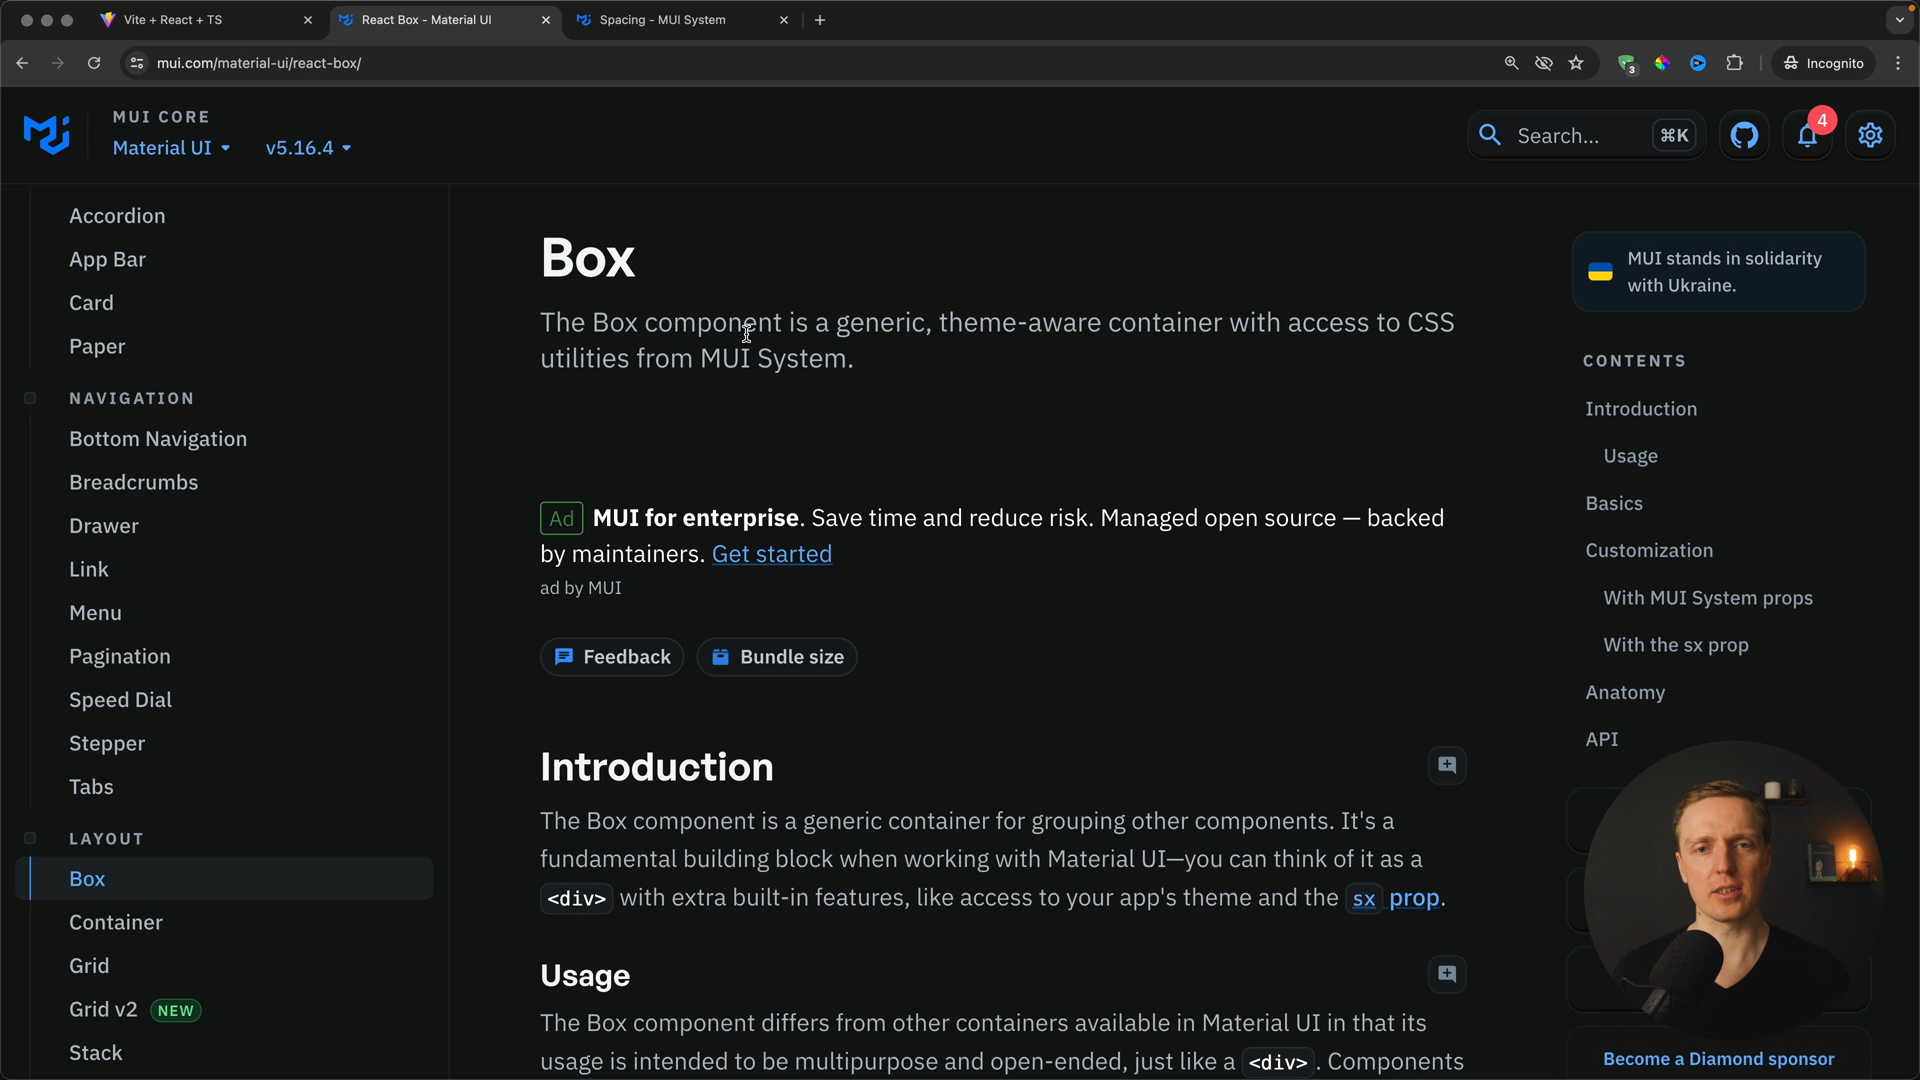 Vite + React + TS
React Box - Material UI
Spacing - MUI System
mui.com/material-ui/react-box/
3
Incognito
MUI CORE
Material UI
v5.16.4
Search...
⌘K
4
Accordion
App Bar
Card
Paper
NAVIGATION
Bottom Navigation
Breadcrumbs
Drawer
Link
Menu
Pagination
Speed Dial
Stepper
Tabs
LAYOUT
Box
Container
Grid
Grid v2 NEW
Stack
Box
The Box component is a generic, theme-aware container with access to CSS
utilities from MUI System.
Ad MUI for enterprise. Save time and reduce risk. Managed open source — backed
by maintainers. Get started
ad by MUI
Feedback
Bundle size
Introduction
The Box component is a generic container for grouping other components. It's a
fundamental building block when working with Material UI—you can think of it as a
<div> with extra built-in features, like access to your app's theme and the sx prop.
Usage
The Box component differs from other containers available in Material UI in that its
usage is intended to be multipurpose and open-ended, just like a <div>. Components
MUI stands in solidarity
with Ukraine.
CONTENTS
Introduction
Usage
Basics
Customization
With MUI System props
With the sx prop
Anatomy
API
Become a Diamond sponsor